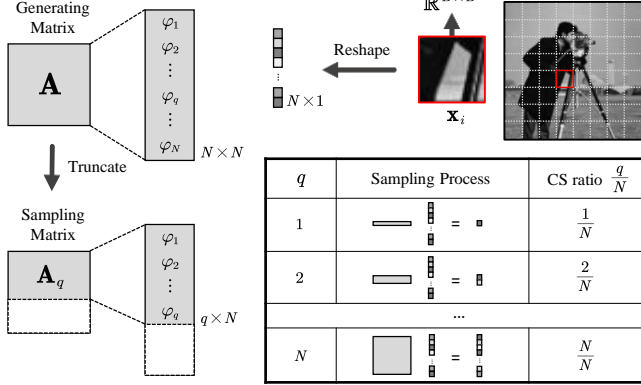 Generating
Matrix
A
φ1
φ2
⋮
φq
⋮
φN
N×N
Truncate
Sampling
Matrix
Aq
φ1
φ2
⋮
φq
q×N
N×1
Reshape
xi
q Sampling Process CS ratio q/N
1 = 1/N
2 = 2/N
...
N = N/N